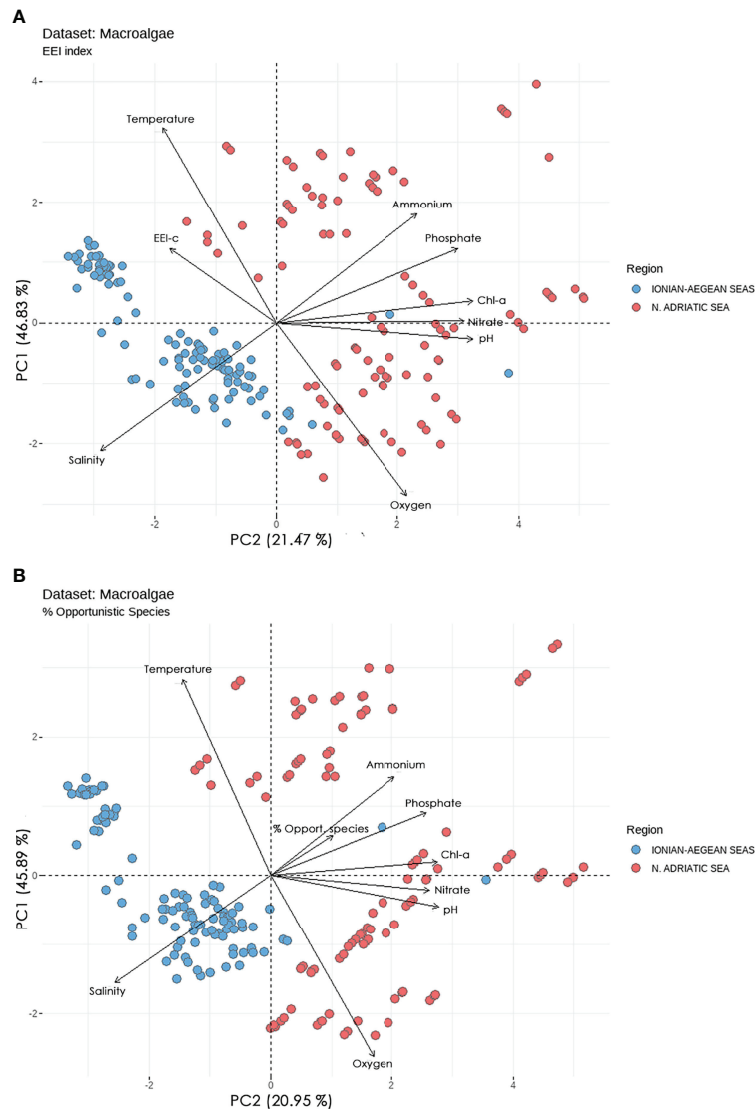 A
Dataset: Macroalgae
EEI index
4
2
0
-2
PC1 (46.83 %)
Temperature
EEI-c
Ammonium
Phosphate
Chl-a
Nitrate
pH
Salinity
Oxygen
-2
0
2
4
PC2 (21.47 %)
Region
IONIAN-AEGEAN SEAS
N. ADRIATIC SEA
B
Dataset: Macroalgae
% Opportunistic Species
2
0
-2
PC1 (45.89 %)
Temperature
Ammonium
Phosphate
% Opport. species
Chl-a
Nitrate
pH
Salinity
Oxygen
-2
0
2
4
PC2 (20.95 %)
Region
IONIAN-AEGEAN SEAS
N. ADRIATIC SEA